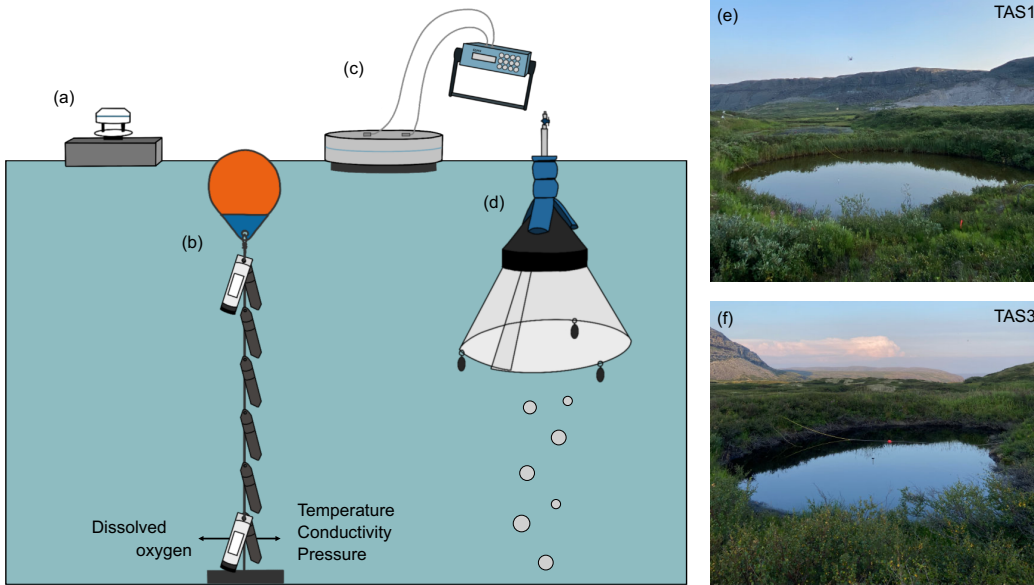 (a)
(b)
(c)
(d)
Dissolved
oxygen
Temperature
Conductivity
Pressure
(e)
TAS1
(f)
TAS3